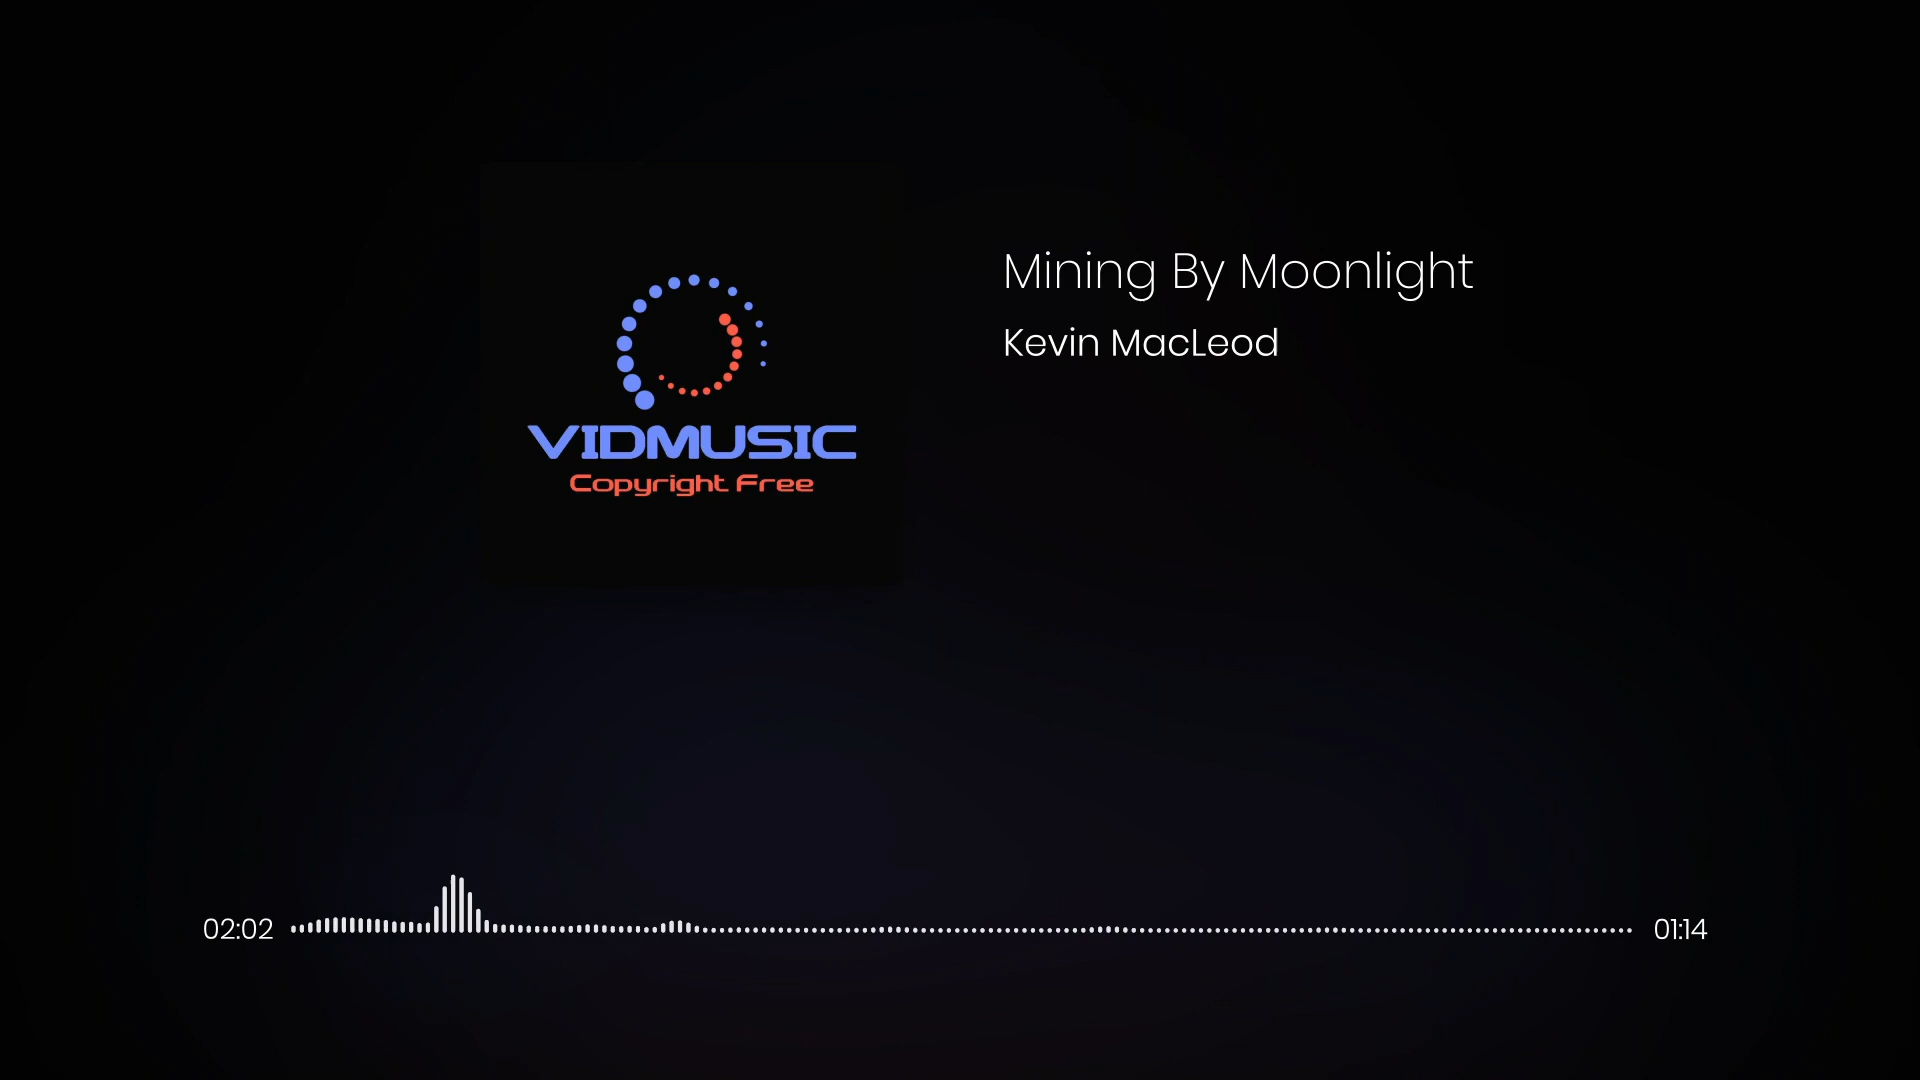 Mining By Moonlight
Kevin MacLeod
VIDMUSIC
Copyright Free
02:02
01:14